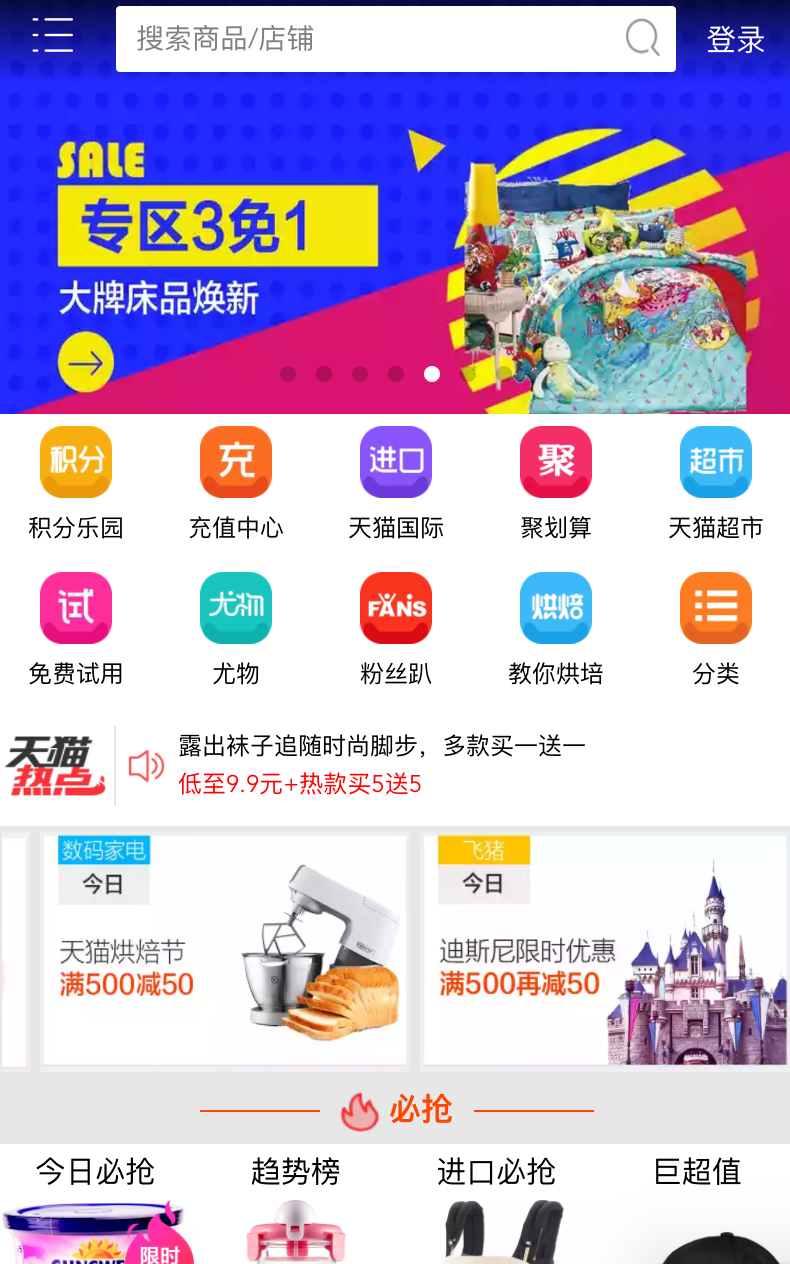 搜索商品/店铺
登录
SALE
专区3免1
大牌床品焕新
积分
充
进口
聚
超市
积分乐园
充值中心
天猫国际
聚划算
天猫超市
试
尤物
FANS
烘焙
免费试用
尤物
粉丝趴
教你烘培
分类
天猫
热点
露出袜子追随时尚脚步，多款买一送一
低至9.9元+热款买5送5
数码家电
今日
天猫烘焙节
满500减50
飞猪
今日
迪斯尼限时优惠
满500再减50
必抢
今日必抢
趋势榜
进口必抢
巨超值
限时